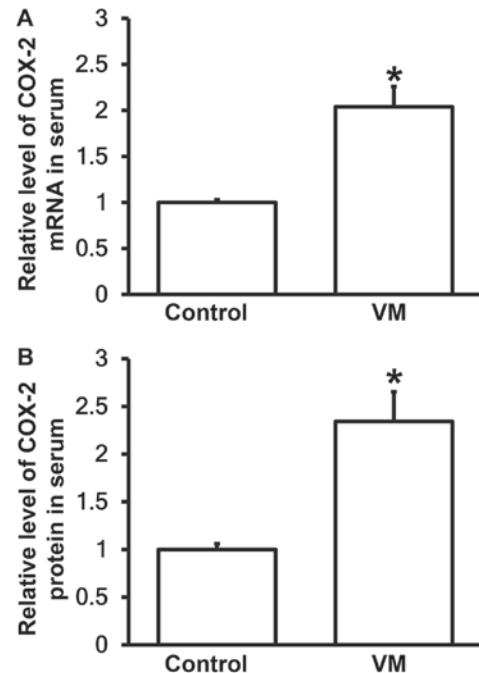 A
Relative level of COX-2
mRNA in serum
3
2.5
2
1.5
1
0.5
0
*
Control VM
B
Relative level of COX-2
protein in serum
3
2.5
2
1.5
1
0.5
0
*
Control VM